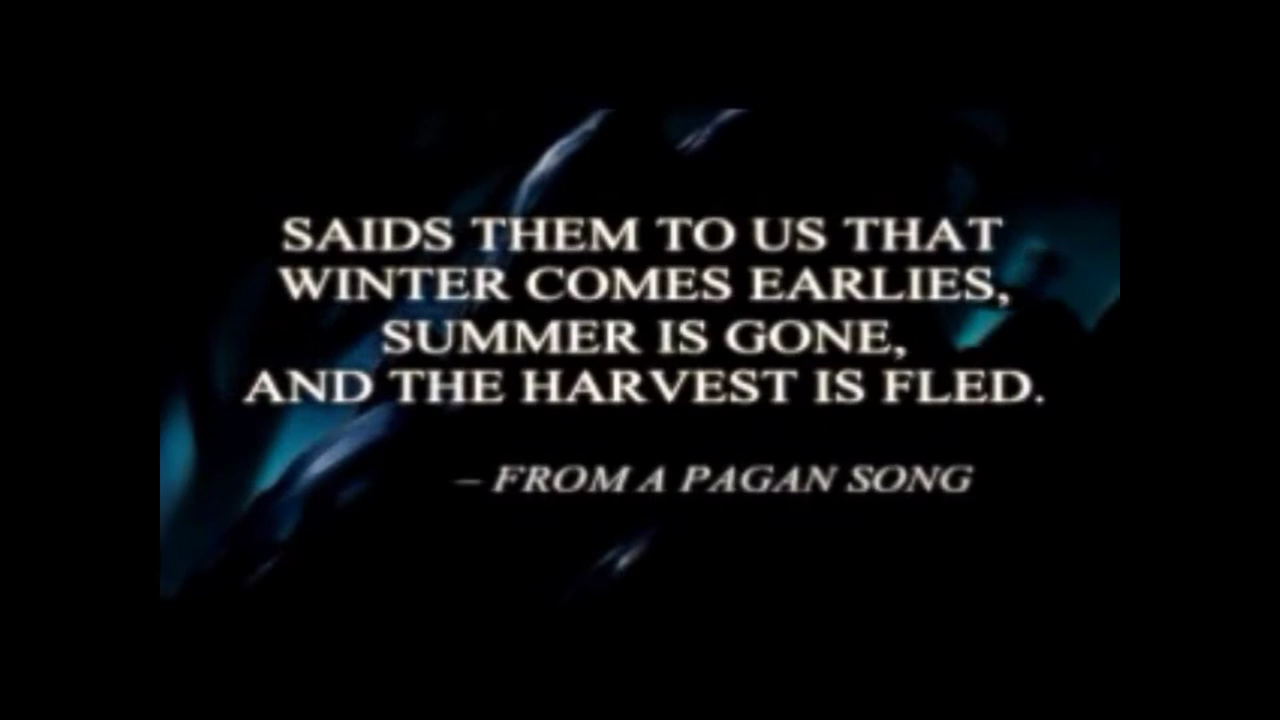 SAIDS THEM TO US THAT
WINTER COMES EARLIES,
SUMMER IS GONE,
AND THE HARVEST IS FLED.
– FROM A PAGAN SONG